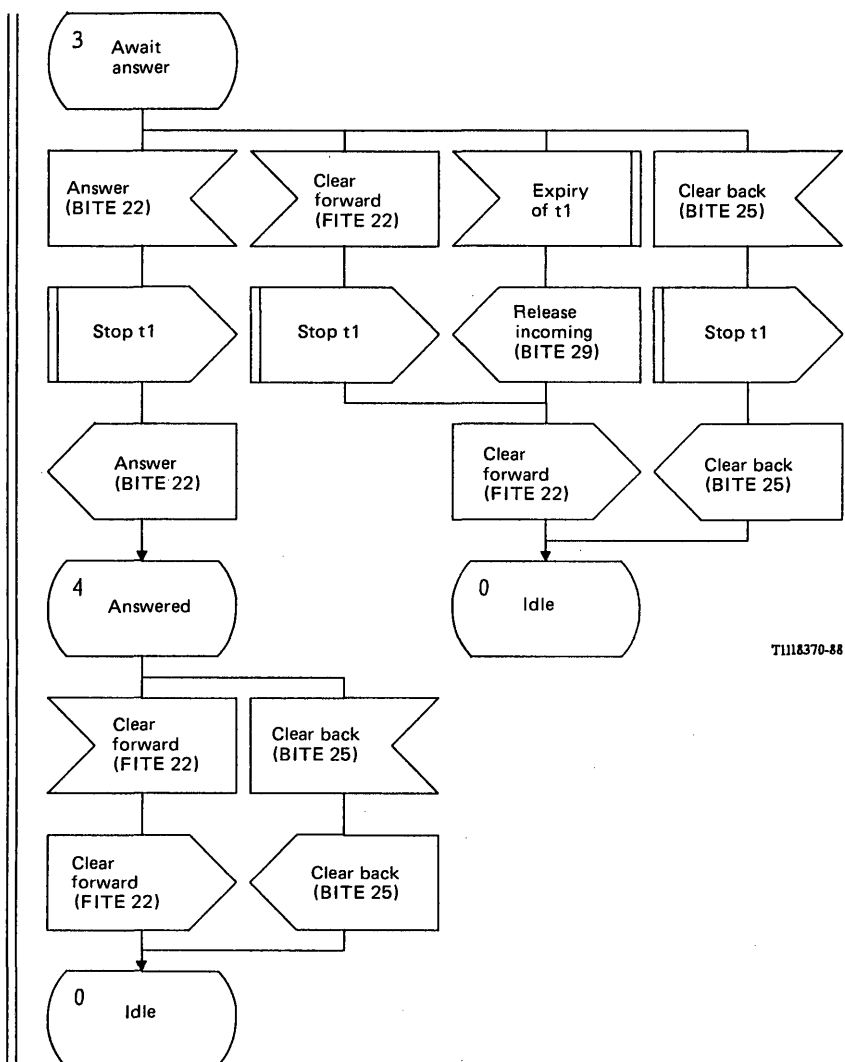 3 Await
answer
Answer
(BITE 22)
Clear
forward
(FITE 22)
Expiry
of t1
Clear back
(BITE 25)
Stop t1
Stop t1
Release
incoming
(BITE 29)
Stop t1
Answer
(BITE 22)
Clear
forward
(FITE 22)
Clear back
(BITE 25)
4 Answered
0 Idle
T1118370-88
Clear
forward
(FITE 22)
Clear back
(BITE 25)
Clear
forward
(FITE 22)
Clear back
(BITE 25)
0 Idle